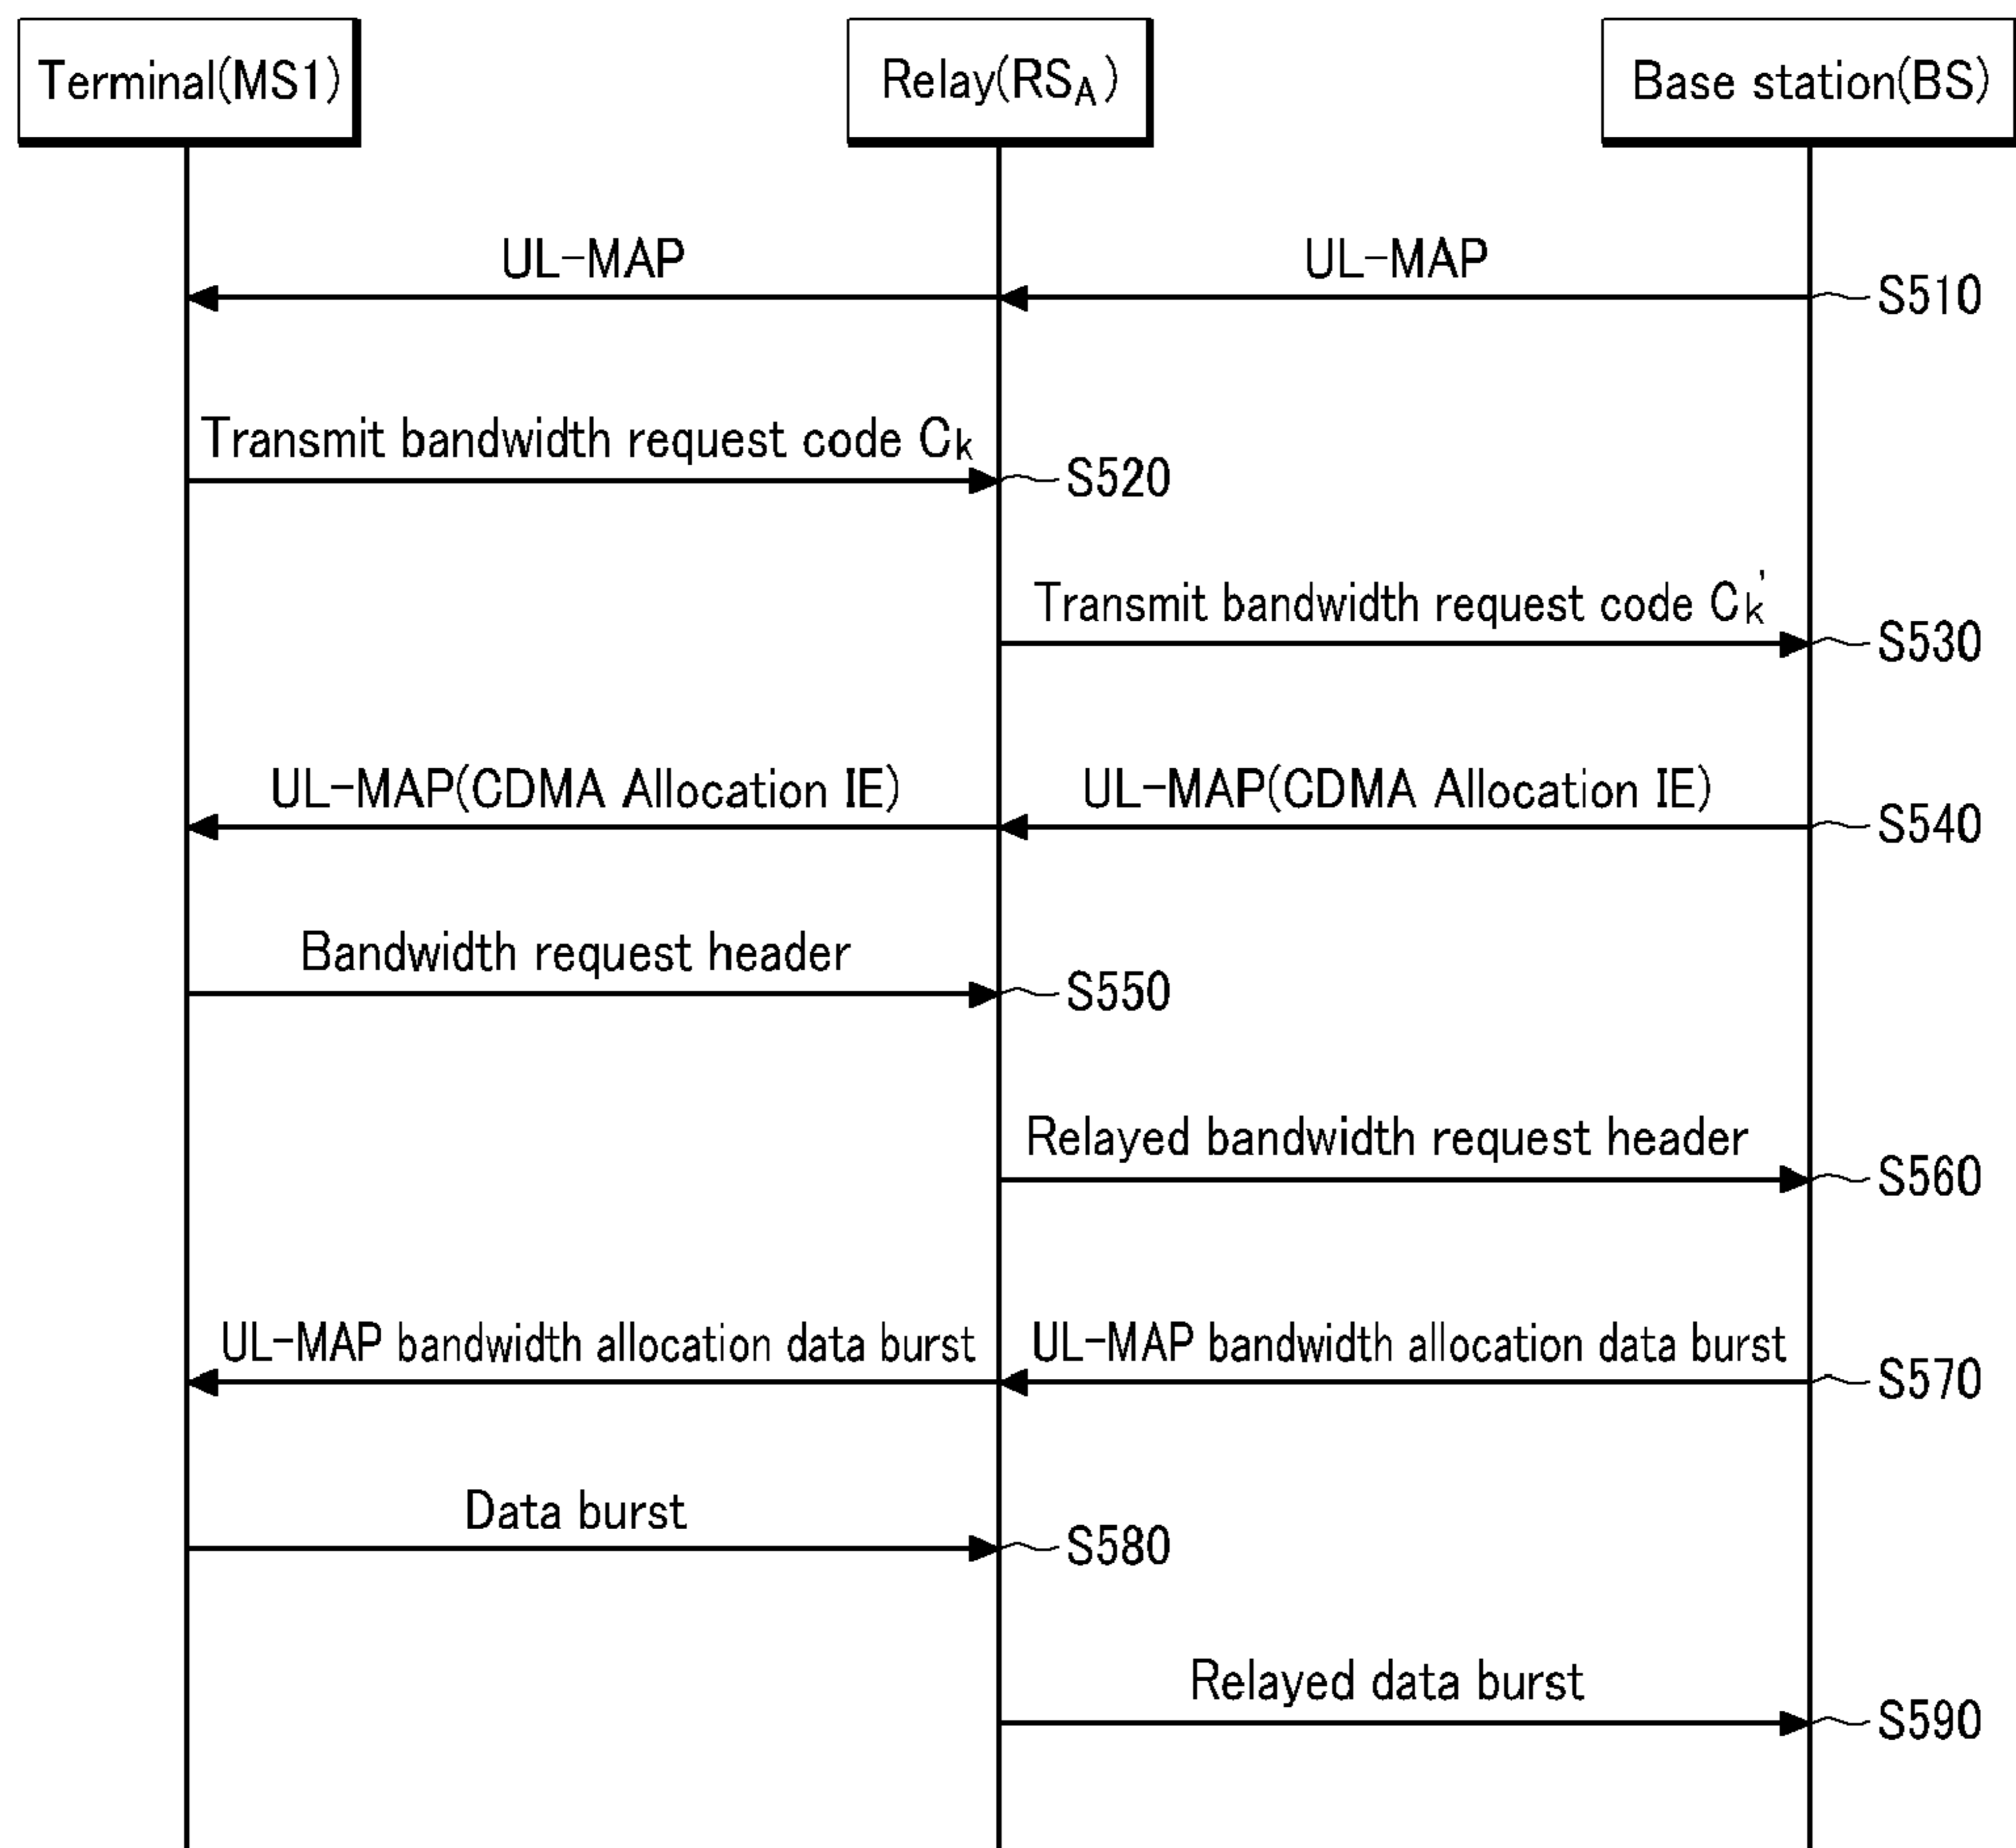 Terminal(MS1)
Relay(RSA)
Base station(BS)
UL-MAP
UL-MAP
S510
Transmit bandwidth request code Ck
S520
Transmit bandwidth request code Ck'
S530
UL-MAP(CDMA Allocation IE)
UL-MAP(CDMA Allocation IE)
S540
Bandwidth request header
S550
Relayed bandwidth request header
S560
UL-MAP bandwidth allocation data burst
UL-MAP bandwidth allocation data burst
S570
Data burst
S580
Relayed data burst
S590